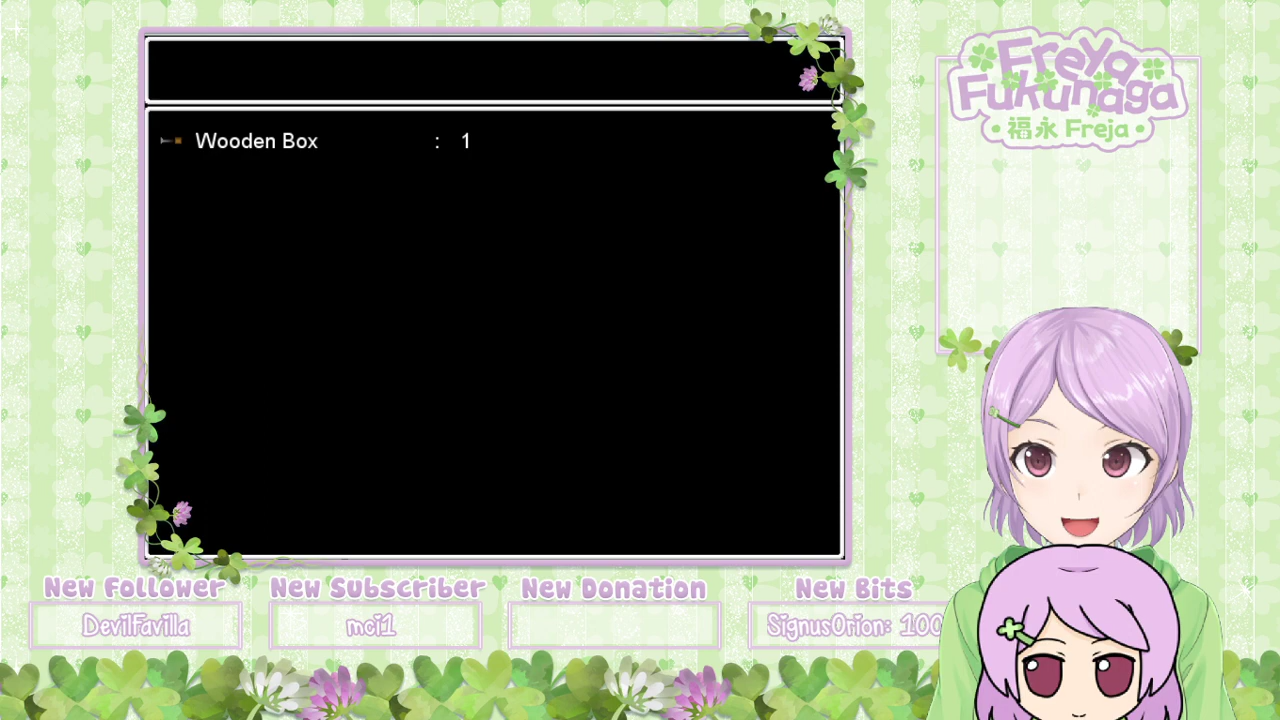 Freya
Fukunaga
・福永 Freja・
Wooden Box : 1
New Follower
DevilFavilla
New Subscriber
mci1
New Donation
New Bits
SignusOrion: 100